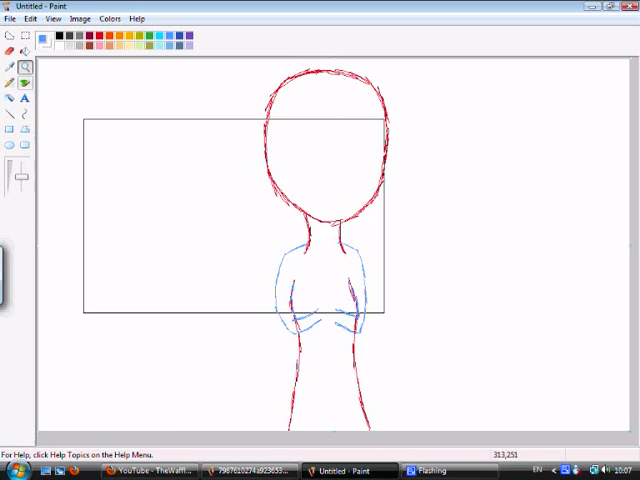 Untitled - Paint
File Edit View Image Colors Help
A
For Help, click Help Topics on the Help Menu.
313,251
YouTube - TheWaffl...
7987610274a923653...
Untitled - Paint
Flashing
EN
10:07